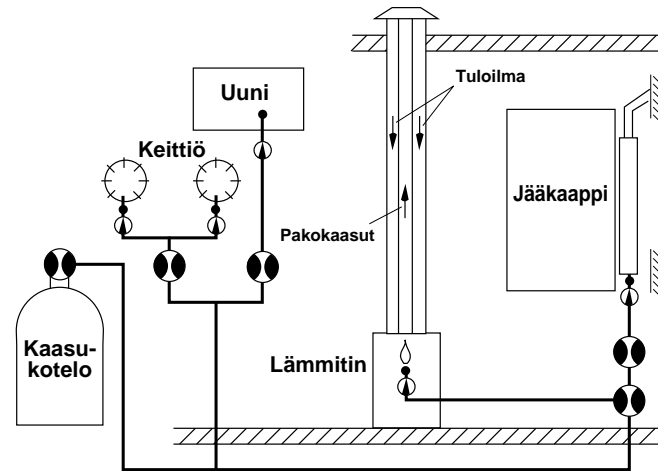 Uuni
Tuloilma
Keittiö
Jääkaappi
Pakokaasut
Kaasu-
kotelo
Lämmitin